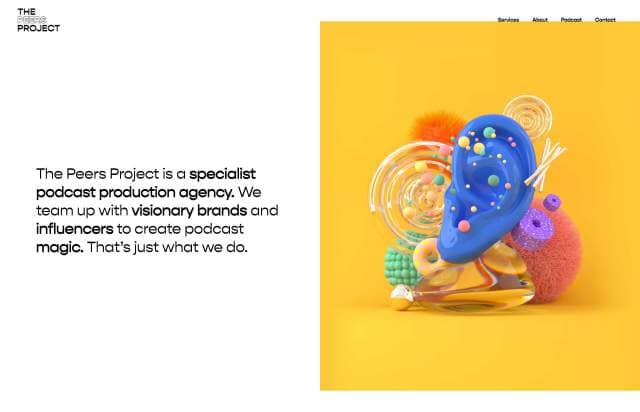 THE
PEERS
PROJECT
Services About Podcast Contact
The Peers Project is a specialist
podcast production agency. We
team up with visionary brands and
influencers to create podcast
magic. That's just what we do.